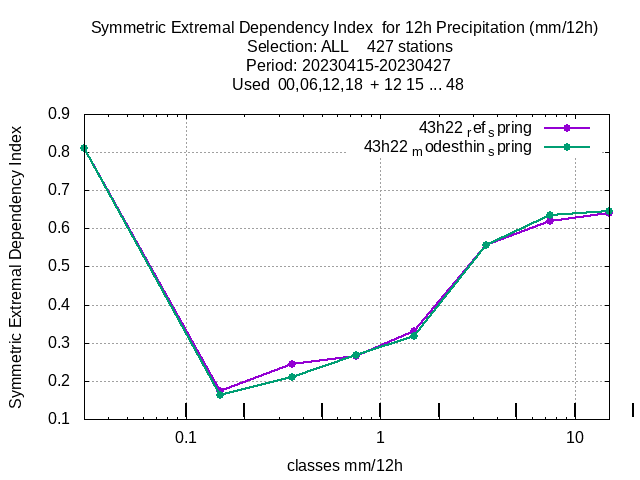 Symmetric Extremal Dependency Index  for 12h Precipitation (mm/12h)
Selection: ALL    427 stations
Period: 20230415-20230427
Used  00,06,12,18  + 12 15 ... 48
43h22 ref spring
43h22 modesthin spring
Symmetric Extremal Dependency Index
0.9
0.8
0.7
0.6
0.5
0.4
0.3
0.2
0.1
0.1 1 10
classes mm/12h